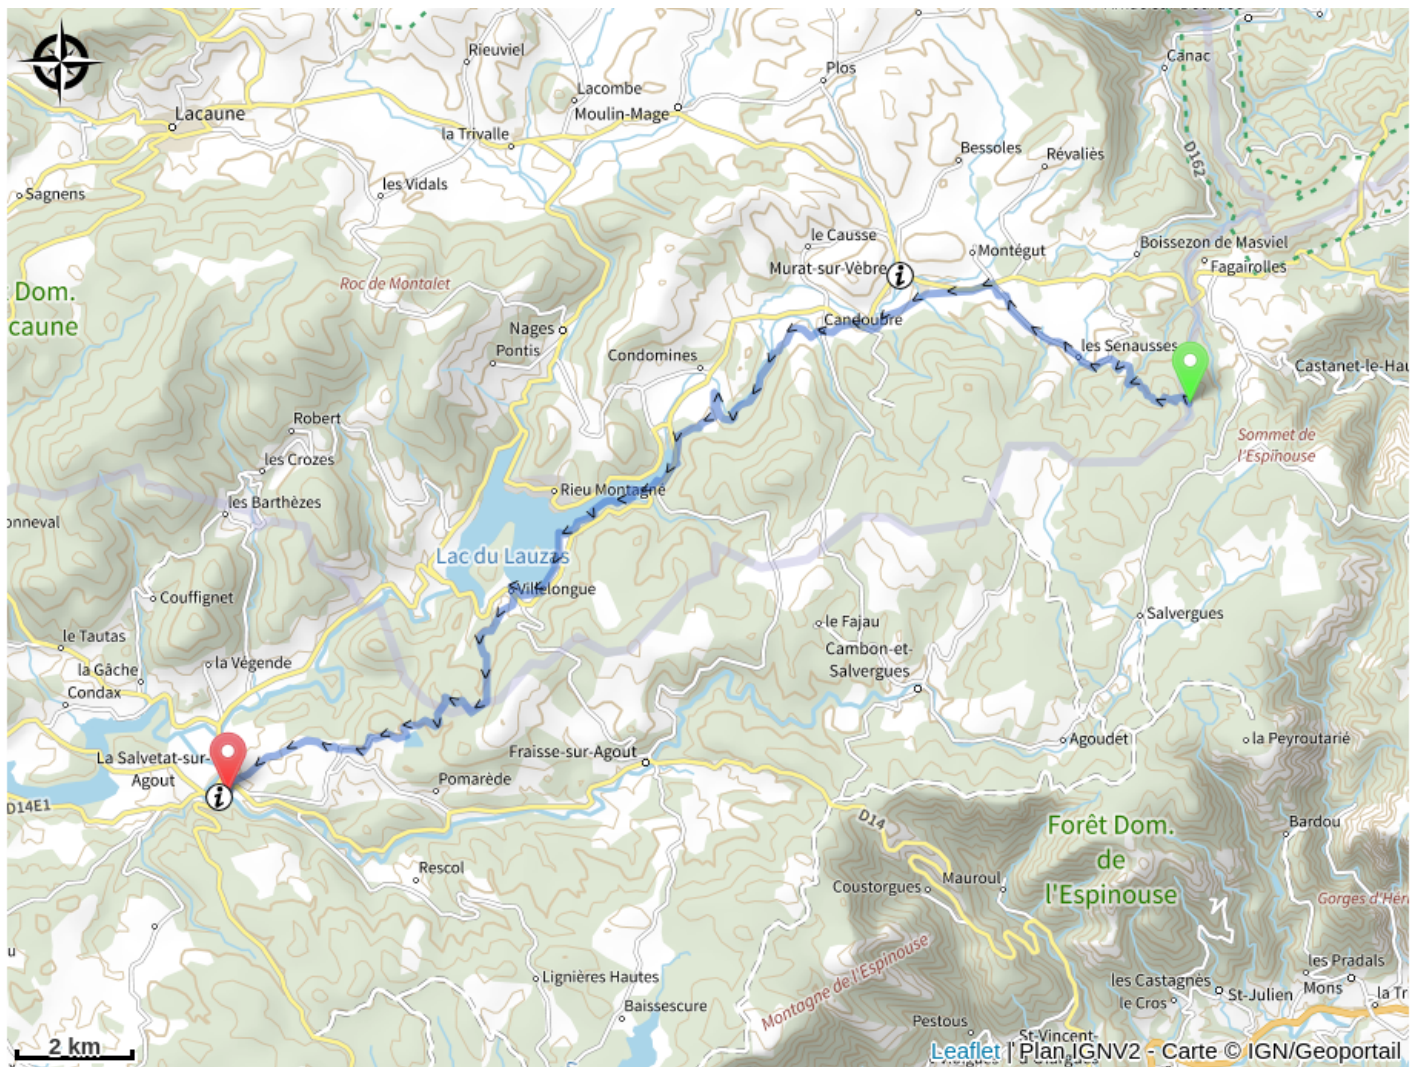 Canac
Rieuviel
Plos
Lacombe
Lacaune
Moulin-Mage
la Trivalle
D162
Bessoles
Révaliès
les Vidals
Sagnens
le Causse
Boissezon de Masviel
Montégut
Murat-sur-Vèbre
i
Fagairolles
Roc de Montalet
Dom.
caune
Candoubre
Nages
les Senausses
Pontis
Condomines
Castanet-le-Hau
Robert
Sommet de
l'Espinouse
les Crozes
Rieu Montagné
les Barthèzes
onneval
Lac du Lauzas
Villelongue
Couffignet
Salvergues
le Fajau
le Tautas
Cambon-et-
Salvergues
la Végende
la Gâche
Condax
Agoudet
la Peyroutarié
Fraisse-sur-Agout
La Salvetat-sur-
Agout
Pomarède
i
D14E1
D14
Forêt Dom.
de
l'Espinouse
Bardou
Rescol
Mauroul
Coustorgues
Gorges d'Héri
Montagne de l'Espinouse
les Pradals
Lignières Hautes
les Castagnès
Mons
St-Julien
la Tr
le Cros
Baissescure
Pestous
u
St-Vincent-
d'Olargues
2 km
Leaflet | Plan IGNV2 - Carte © IGN/Geoportail